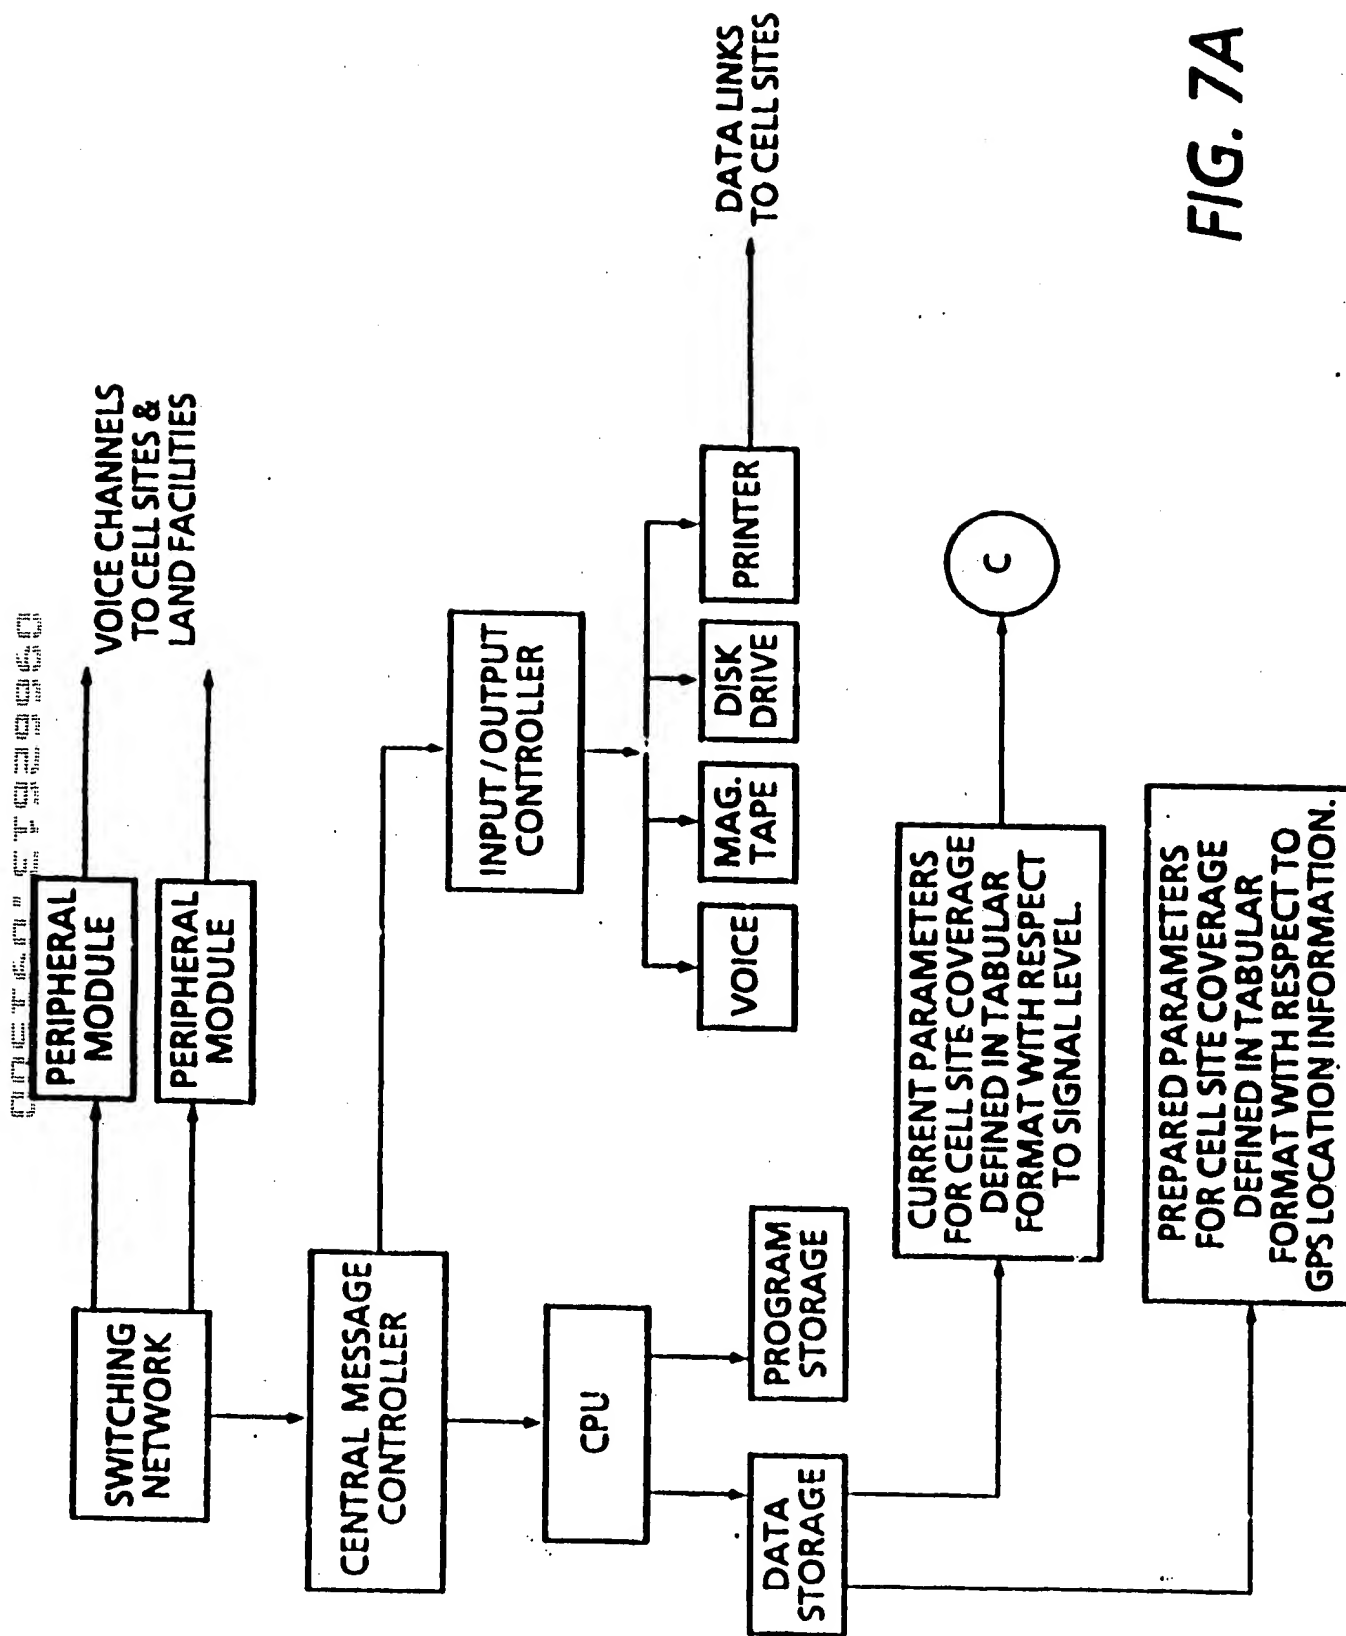 PERIPHERAL
MODULE
VOICE CHANNELS
TO CELL SITES &
LAND FACILITIES
SWITCHING
NETWORK
PERIPHERAL
MODULE
CENTRAL MESSAGE
CONTROLLER
INPUT / OUTPUT
CONTROLLER
CPU
DATA
STORAGE
PROGRAM
STORAGE
VOICE
MAG.
TAPE
DISK
DRIVE
PRINTER
DATA LINKS
TO CELL SITES
CURRENT PARAMETERS
FOR CELL SITE COVERAGE
DEFINED IN TABULAR
FORMAT WITH RESPECT
TO SIGNAL LEVEL.
C
PREPARED PARAMETERS
FOR CELL SITE COVERAGE
DEFINED IN TABULAR
FORMAT WITH RESPECT TO
GPS LOCATION INFORMATION.
FIG. 7A